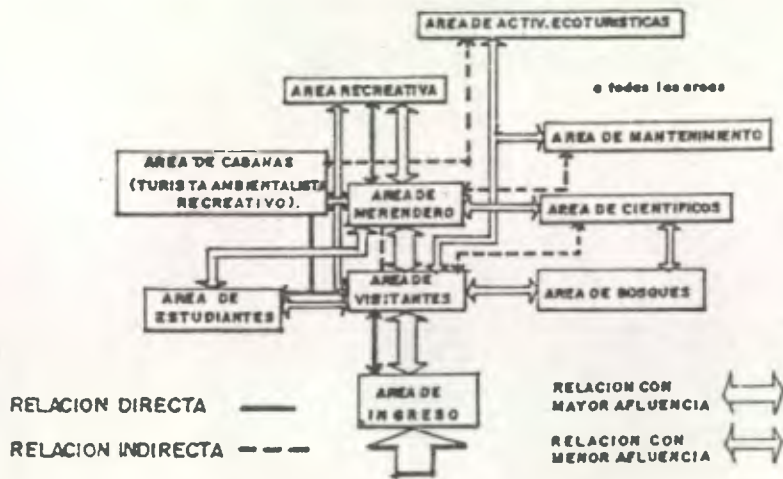 AREA DE ACTIV. ECOTURISTICAS
AREA RECREATIVA
a todas las areas
AREA DE MANTENIMIENTO
AREA DE CABANAS
(TURISTA AMBIENTALISTA
RECREATIVO).
AREA DE
MERENDERO
AREA DE CIENTIFICOS
AREA DE
ESTUDIANTES
AREA DE
VISITANTES
AREA DE BOSQUES
AREA DE
INGRESO
RELACION DIRECTA
RELACION INDIRECTA
RELACION CON
MAYOR AFLUENCIA
RELACION CON
MENOR AFLUENCIA